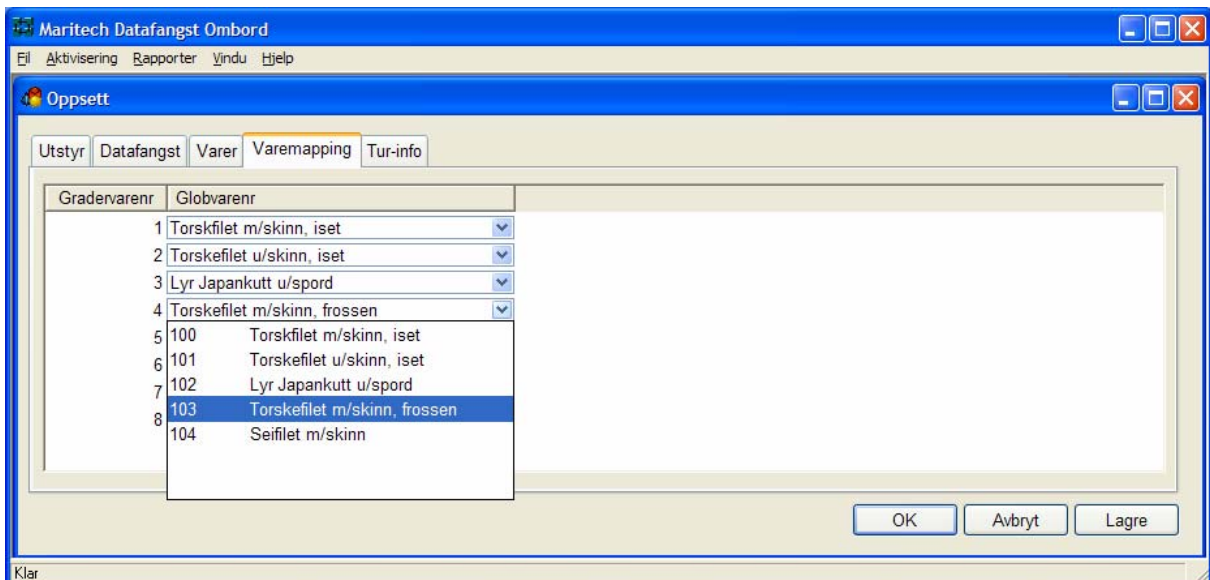 Maritech Datafangst Ombord
Fil Aktivisering Rapporter Vindu Hjelp
Oppsett
Utstyr Datafangst Varer Varemapping Tur-info
Gradervarenr Globvarenr
1 Torskfilet m/skinn, iset
2 Torskefilet u/skinn, iset
3 Lyr Japankutt u/spord
4 Torskefilet m/skinn, frossen
5 100 Torskfilet m/skinn, iset
6 101 Torskefilet u/skinn, iset
7 102 Lyr Japankutt u/spord
8 103 Torskefilet m/skinn, frossen
104 Seifilet m/skinn
OK Avbryt Lagre
Klar